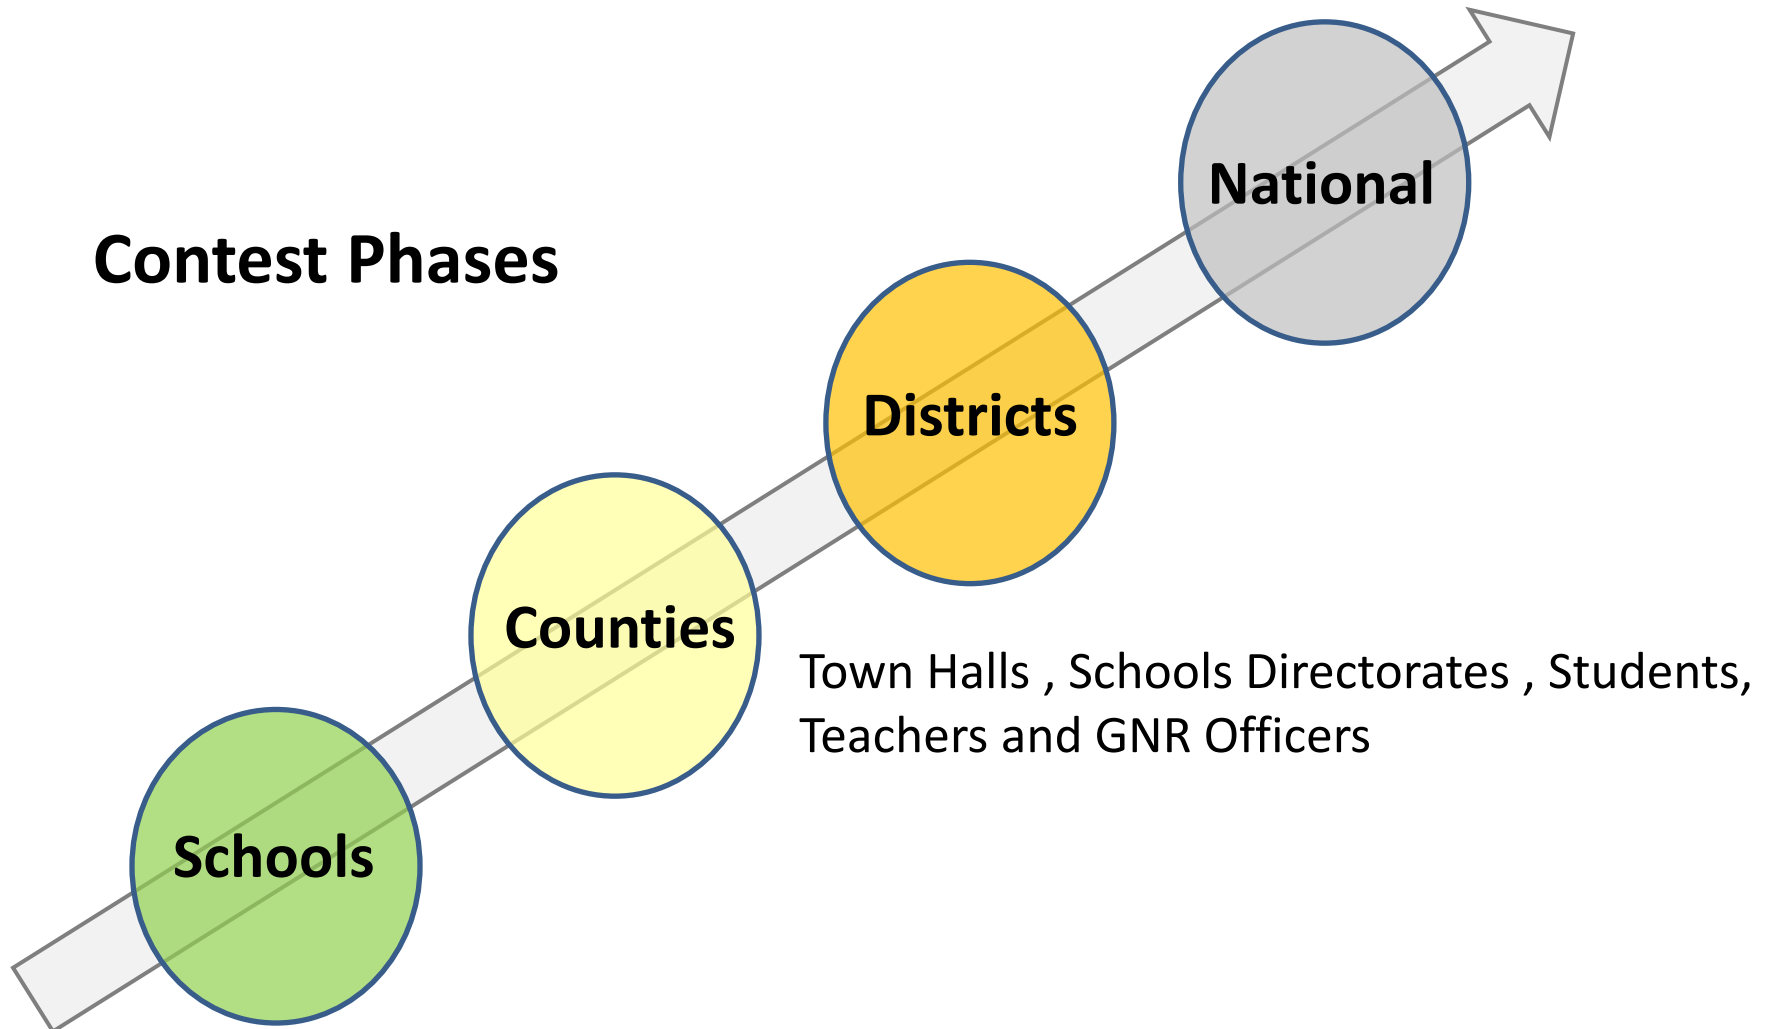 National
Contest Phases
Districts
Counties
Town Halls , Schools Directorates , Students,
Teachers and GNR Officers
Schools